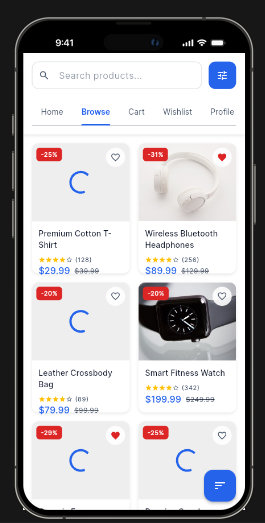 9:41
Search products...
Home Browse Cart Wishlist Profile
-25%
Premium Cotton T-
Shirt
(128)
$29.99 $39.99
-31%
Wireless Bluetooth
Headphones
(256)
$89.99 $129.99
-20%
Leather Crossbody
Bag
(89)
$79.99 $99.99
-20%
Smart Fitness Watch
(342)
$199.99 $249.99
-29%
-25%